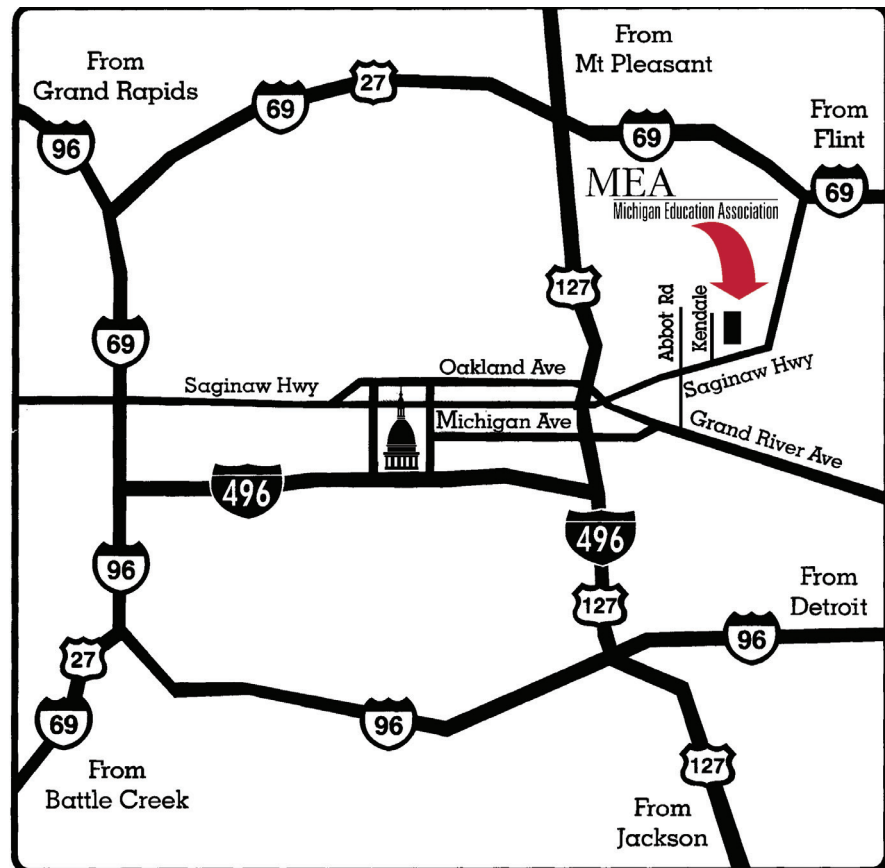 From
Grand Rapids
27
From
Mt Pleasant
69
96
69
From
Flint
69
MEA
Michigan Education Association
127
Abbot Rd
Kendale
69
Oakland Ave
Saginaw Hwy
Saginaw Hwy
Michigan Ave
Grand River Ave
496
496
96
From
Detroit
127
96
27
69
96
127
From
Battle Creek
From
Jackson